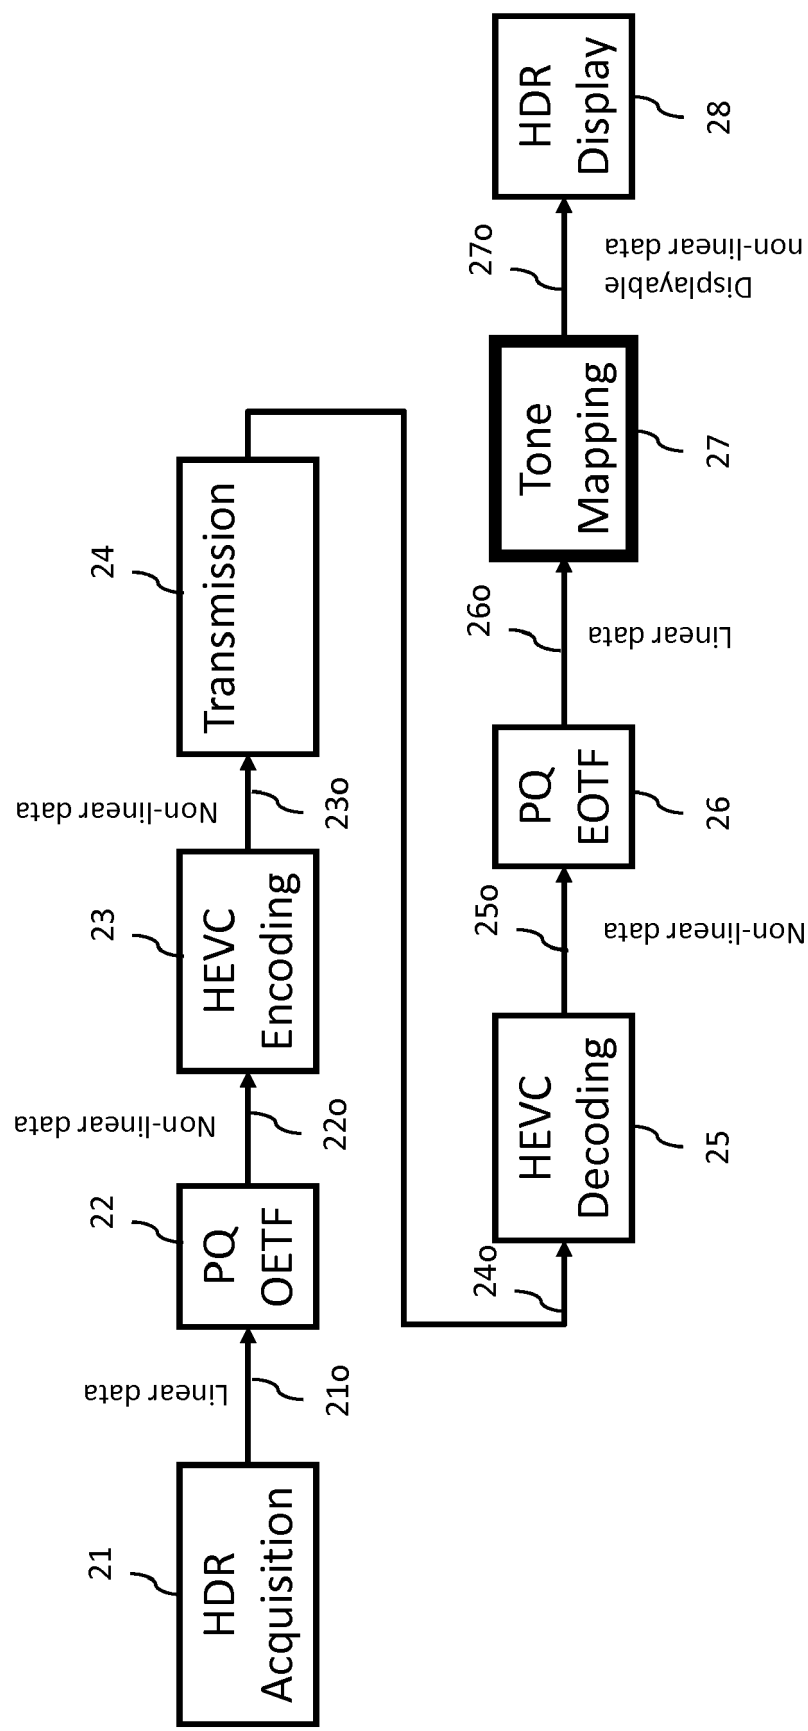 21
HDR
Acquisition
Linear data
21o
22
PQ
OETF
Non-linear data
22o
23
HEVC
Encoding
Non-linear data
23o
24
Transmission
24o
HEVC
Decoding
25
25o
Non-linear data
PQ
EOTF
26
26o
Linear data
Tone
Mapping
27
27o
Displayable
non-linear data
HDR
Display
28